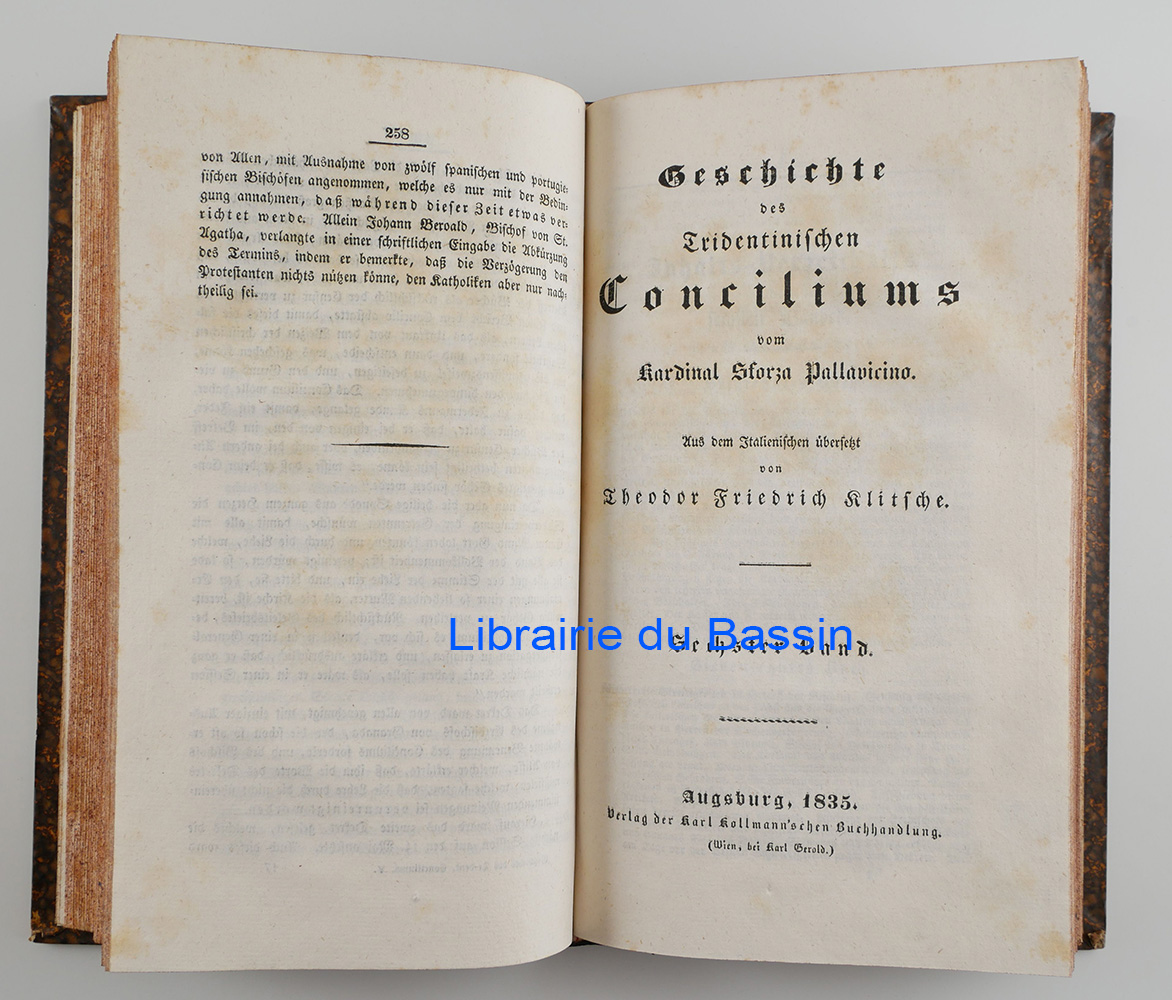 258
von Allen, mit Ausnahme von zwölf spanischen und portugie-
sischen Bischöfen angenommen, welche es nur mit der Bedin-
gung annahmen, daß während dieser Zeit etwas ver-
richtet werde. Allein Johann Beroald, Bischof von St.
Agatha, verlangte in einer schriftlichen Eingabe die Abkürzung
des Termins, indem er bemerkte, daß die Verzögerung den
Protestanten nichts nützen könne, den Katholiken aber nur nach-
theilig sei.
Geschichte
des
Tridentinischen
Conciliums
vom
Kardinal Sforza Pallavicino.
Aus dem Italienischen übersetzt
von
Theodor Friedrich Klitsche.
Librairie du Bassin
Sechster Band.
Augsburg, 1835.
Verlag der Karl Kollmann'schen Buchhandlung.
(Wien, bei Karl Gerold.)